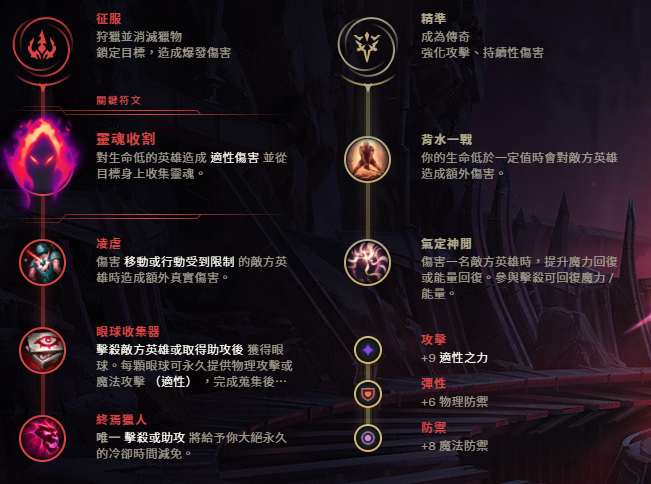 征服
狩獵並消滅獵物
鎖定目標，造成爆發傷害
關鍵符文
靈魂收割
對生命低的英雄造成 適性傷害 並從
目標身上收集靈魂。
凌虐
傷害 移動或行動受到限制 的敵方英
雄時造成額外真實傷害。
眼球收集器
擊殺敵方英雄或取得助攻後 獲得眼
球。每顆眼球可永久提供物理攻擊或
魔法攻擊 （適性），完成蒐集後…
終焉獵人
唯一 擊殺或助攻 將給予你大絕永久
的冷卻時間減免。
精準
成為傳奇
強化攻擊、持續性傷害
背水一戰
你的生命低於一定值時會對敵方英雄
造成額外傷害。
氣定神閒
傷害一名敵方英雄時，提升魔力回復
或能量回復。參與擊殺可回復魔力 /
能量。
攻擊
+9 適性之力
彈性
+6 物理防禦
防禦
+8 魔法防禦